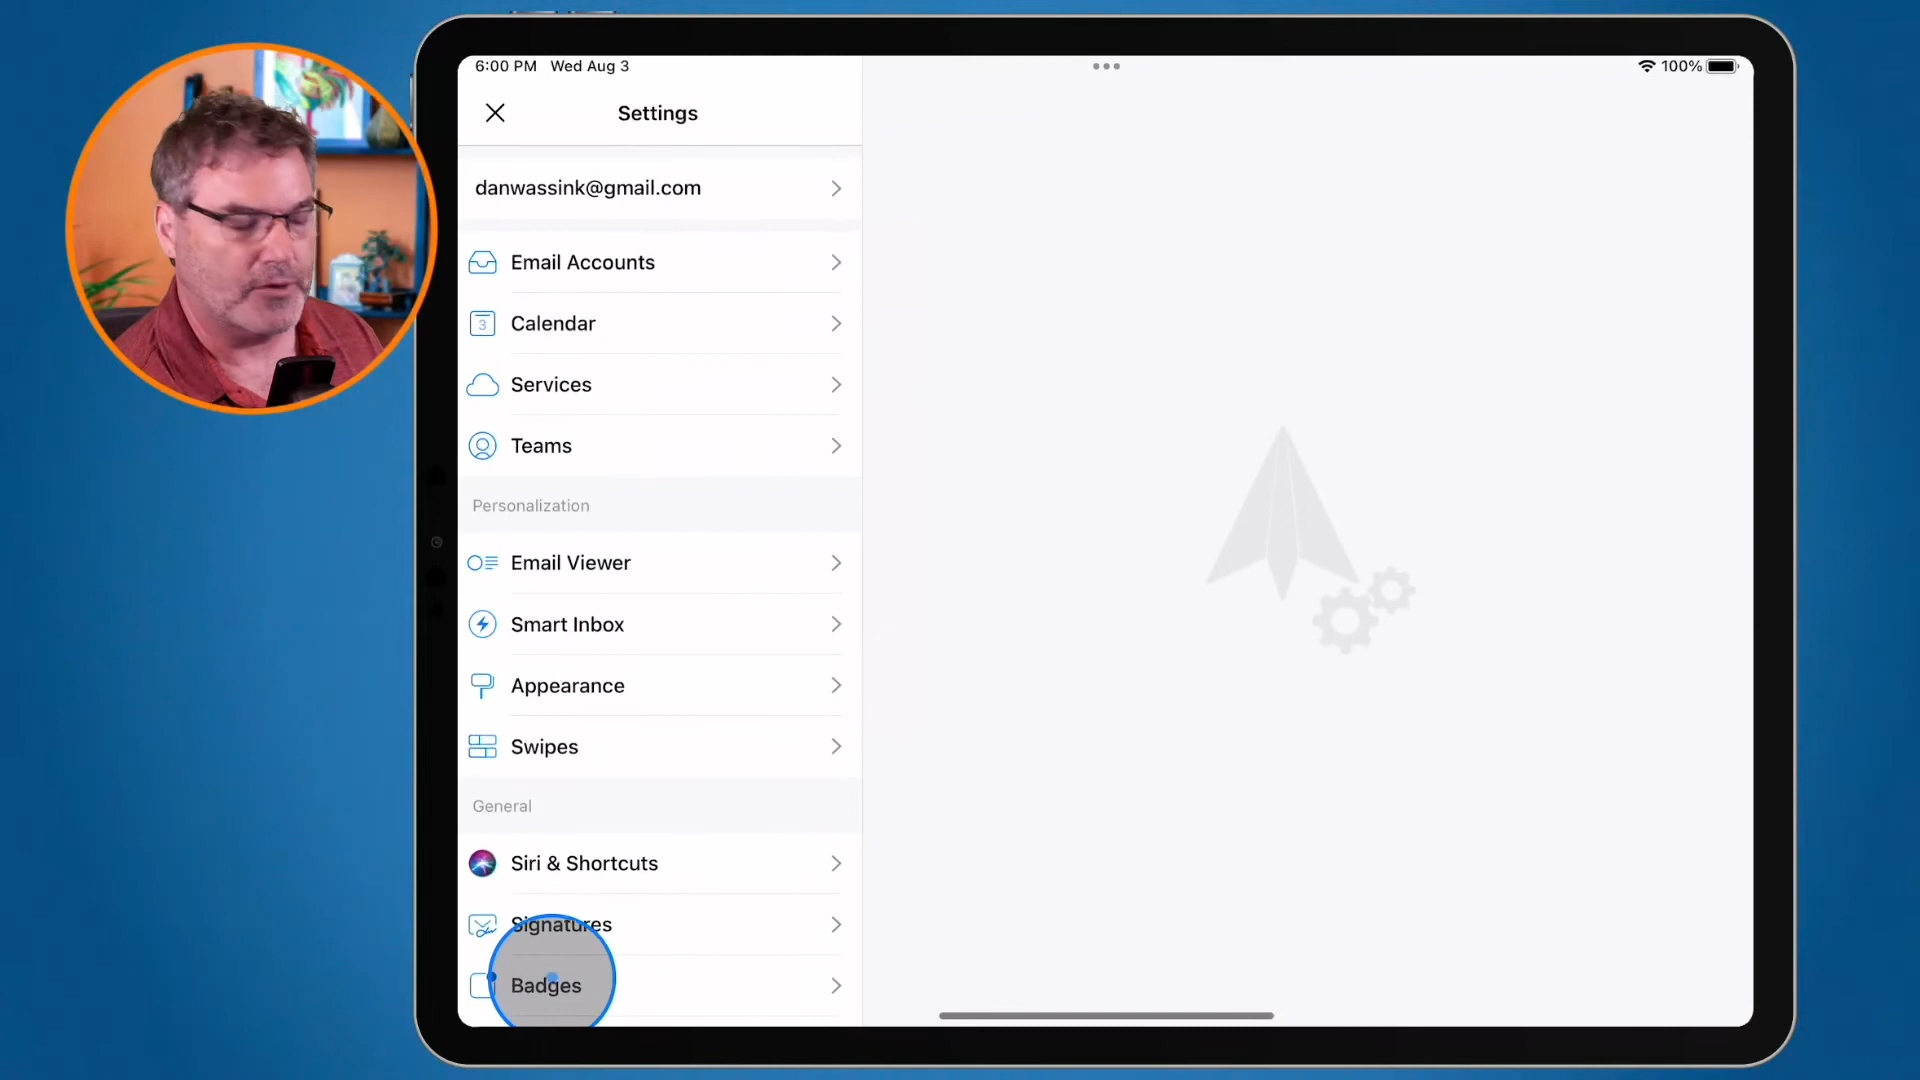 6:00 PM Wed Aug 3
100%
Settings
danwassink@gmail.com
Email Accounts
3
Calendar
Services
Teams
Personalization
Email Viewer
Smart Inbox
Appearance
Swipes
General
Siri & Shortcuts
Signatures
Badges